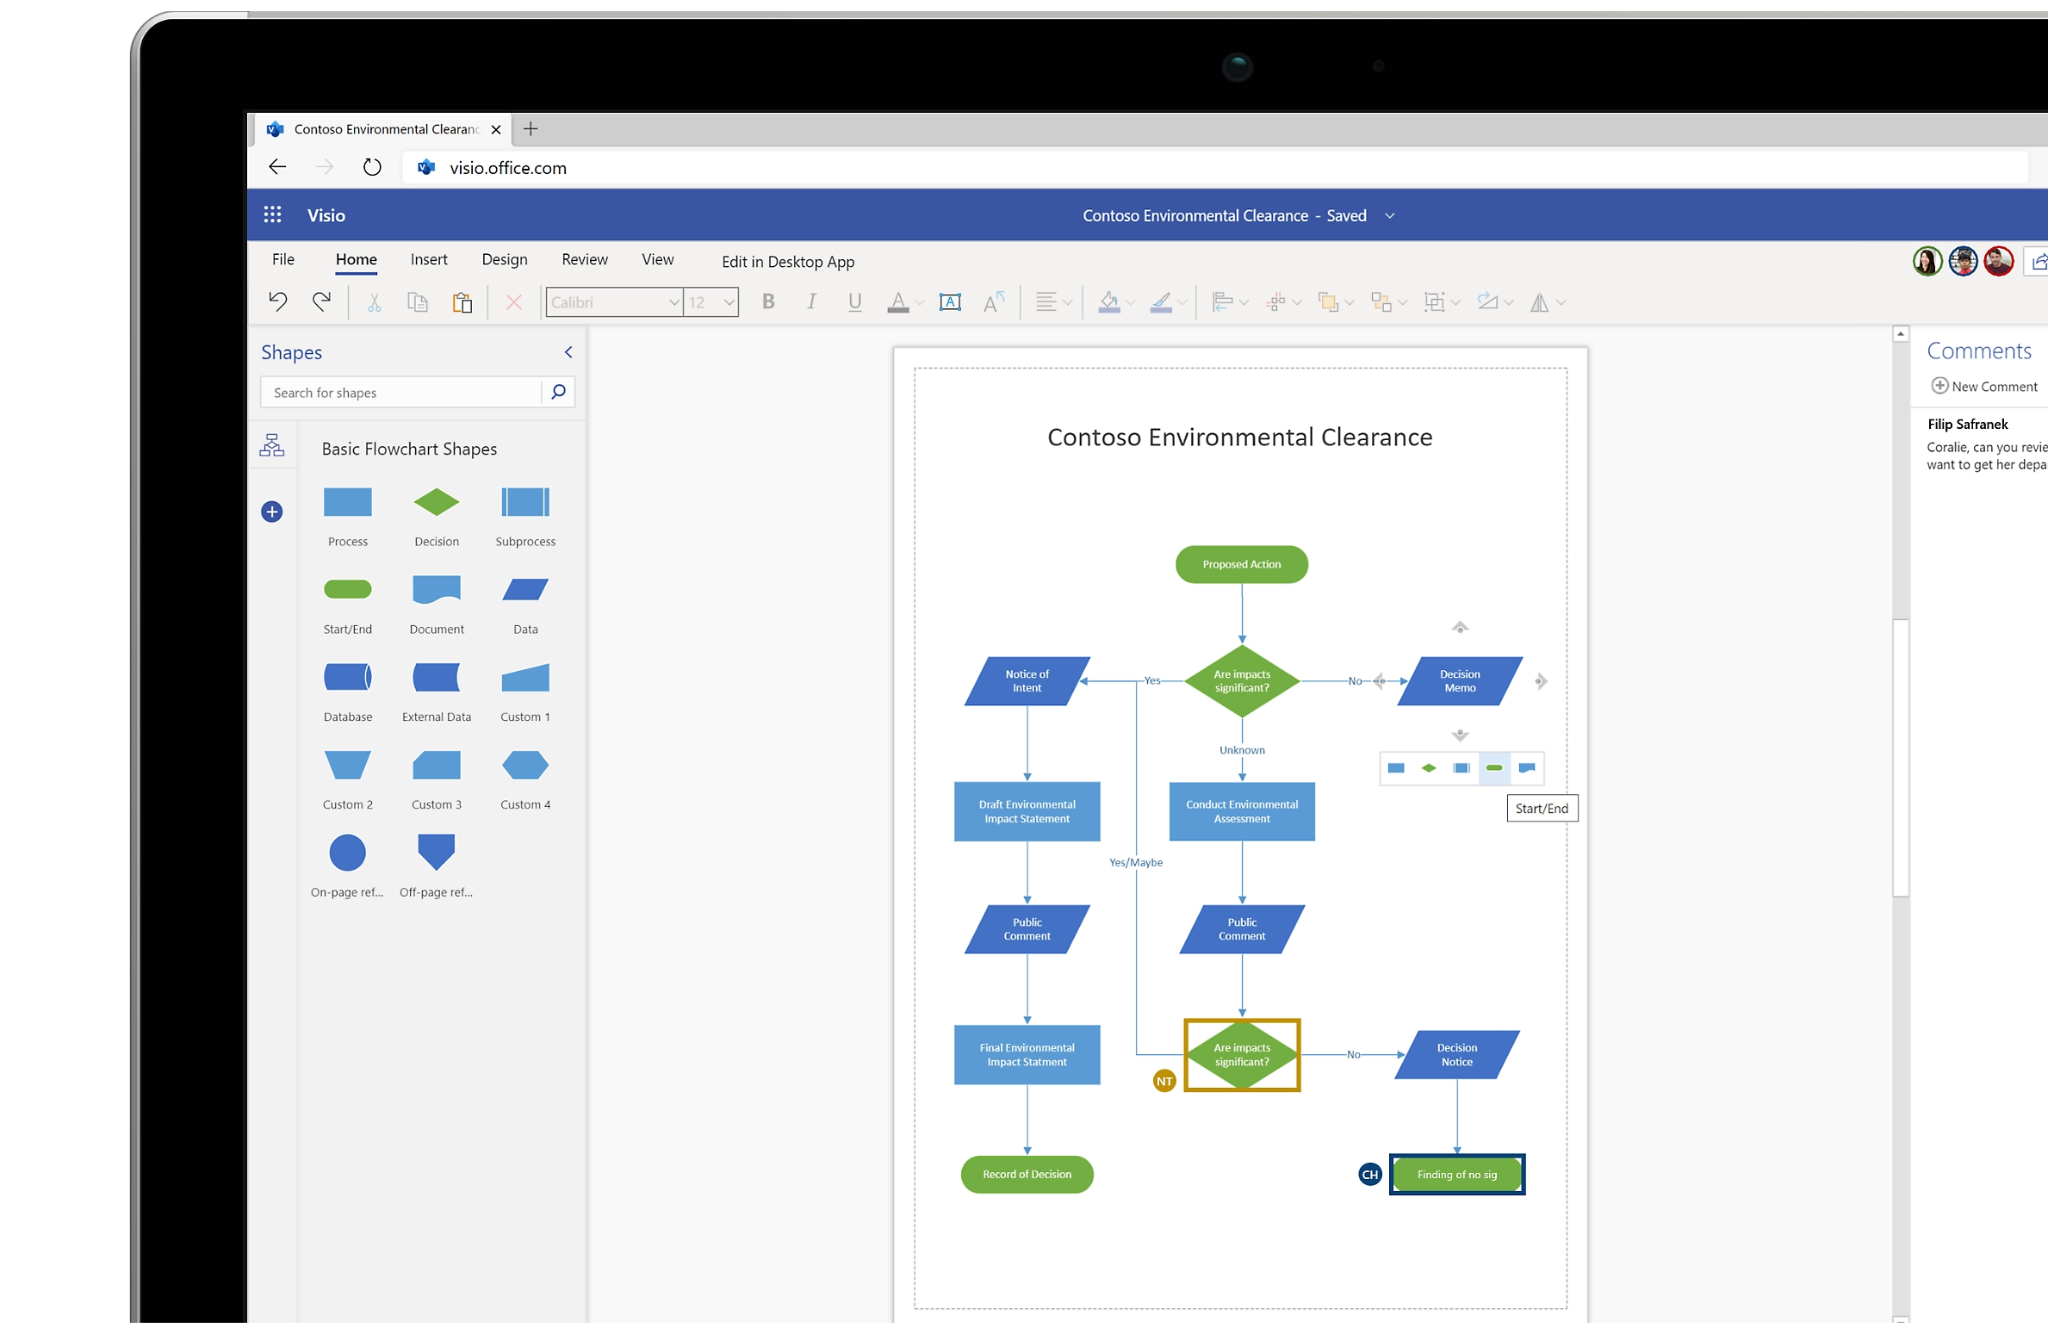 Contoso Environmental Clearanc
visio.office.com
Visio
Contoso Environmental Clearance - Saved
File Home Insert Design Review View Edit in Desktop App
Calibri 12 B I U A A A
Shapes
Search for shapes
Basic Flowchart Shapes
Process Decision Subprocess
Start/End Document Data
Database External Data Custom 1
Custom 2 Custom 3 Custom 4
On-page ref... Off-page ref...
Contoso Environmental Clearance
Proposed Action
Notice of
Intent
Yes
Are impacts
significant?
No
Decision
Memo
Unknown
Start/End
Draft Environmental
Impact Statement
Conduct Environmental
Assessment
Yes/Maybe
Public
Comment
Public
Comment
Final Environmental
Impact Statment
Are impacts
significant?
NT
No
Decision
Notice
Record of Decision
CH
Finding of no sig
Comments
New Comment
Filip Safranek
Coralie, can you revie
want to get her depa